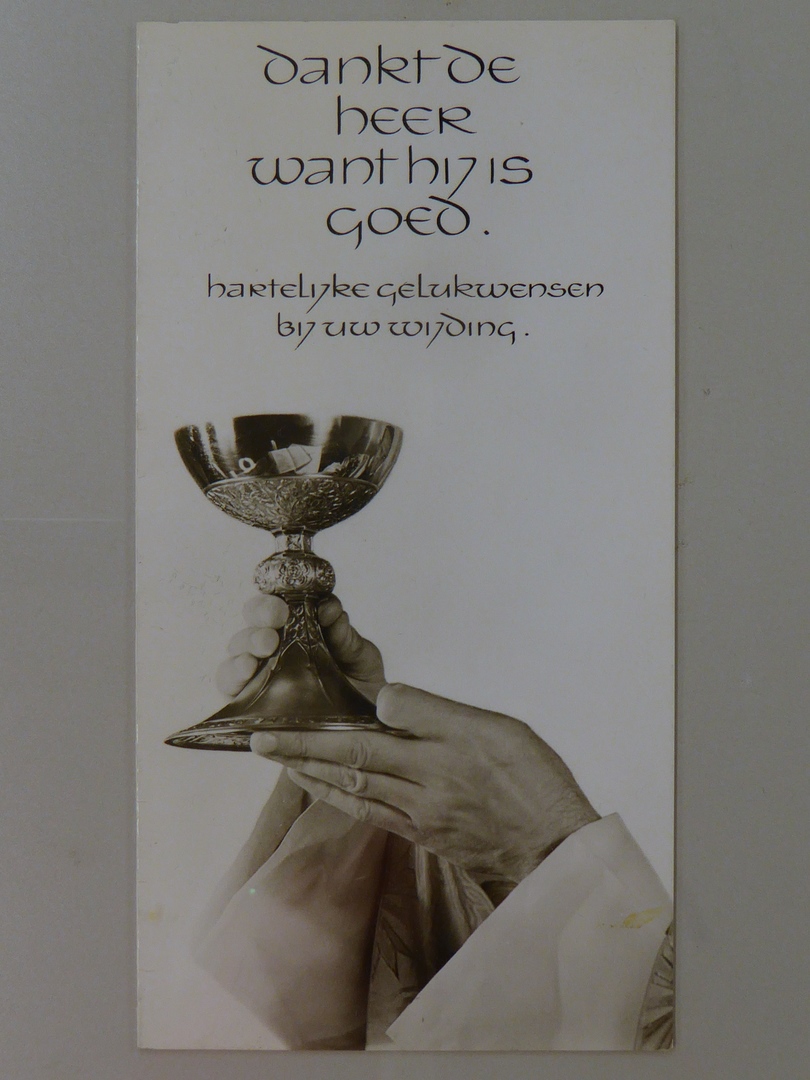 dankt de
heer
want hij is
goed.
hartelijke gelukwensen
bij uw wijding.